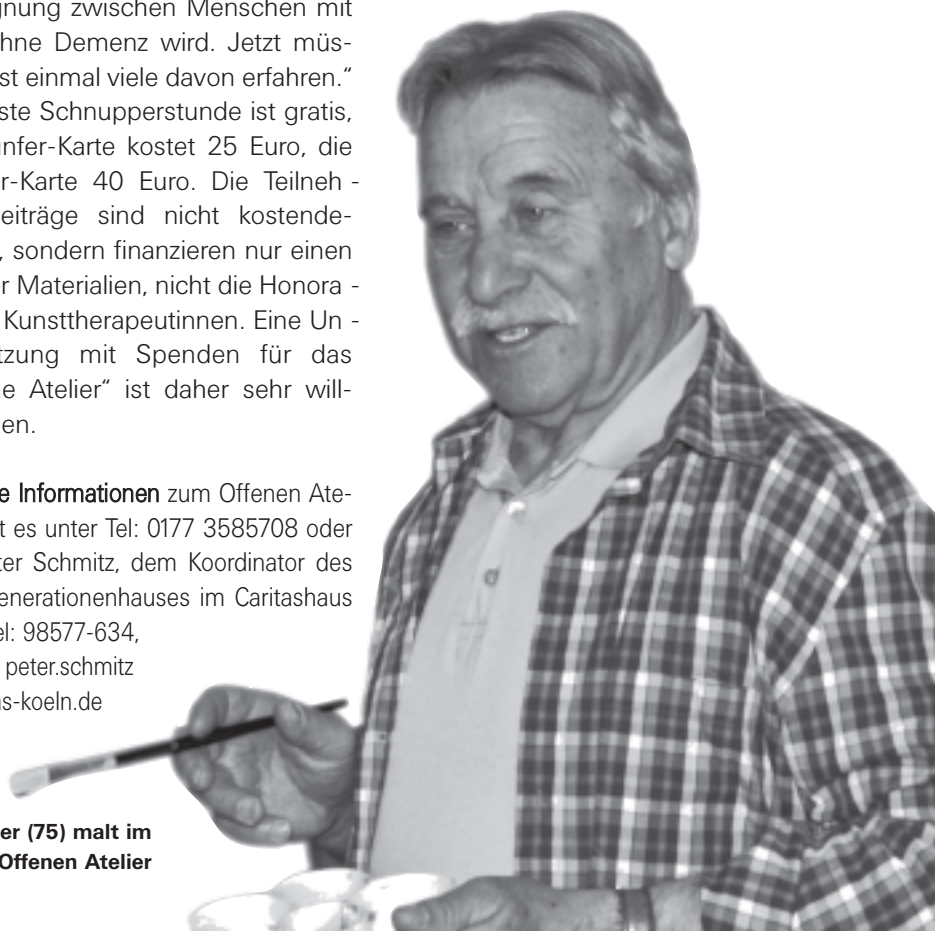 gnung zwischen Menschen mit
hne Demenz wird. Jetzt müs-
st einmal viele davon erfahren.“
ste Schnupperstunde ist gratis,
nfer-Karte kostet 25 Euro, die
r-Karte 40 Euro. Die Teilneh -
eiträge sind nicht kostende-
, sondern finanzieren nur einen
r Materialien, nicht die Honora -
Kunsttherapeutinnen. Eine Un -
tzung mit Spenden für das
e Atelier“ ist daher sehr will-
en.
e Informationen zum Offenen Ate-
t es unter Tel: 0177 3585708 oder
ter Schmitz, dem Koordinator des
enerationenhauses im Caritashaus
el: 98577-634,
peter.schmitz
as-koeln.de
er (75) malt im
Offenen Atelier